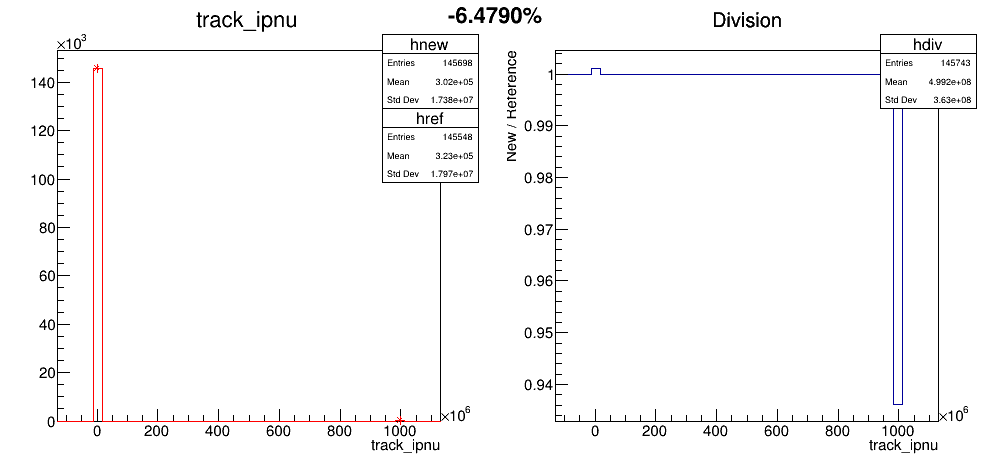 -6.4790%
track_ipnu
×10³
hnew
Entries 145698
Mean 3.02e+05
Std Dev 1.738e+07
href
Entries 145548
Mean 3.23e+05
Std Dev 1.797e+07
140
120
100
80
60
40
20
0
0 200 400 600 800 1000
×10⁶
track_ipnu
Division
hdiv
Entries 145743
Mean 4.992e+08
Std Dev 3.63e+08
New / Reference
1
0.99
0.98
0.97
0.96
0.95
0.94
0 200 400 600 800 1000
×10⁶
track_ipnu